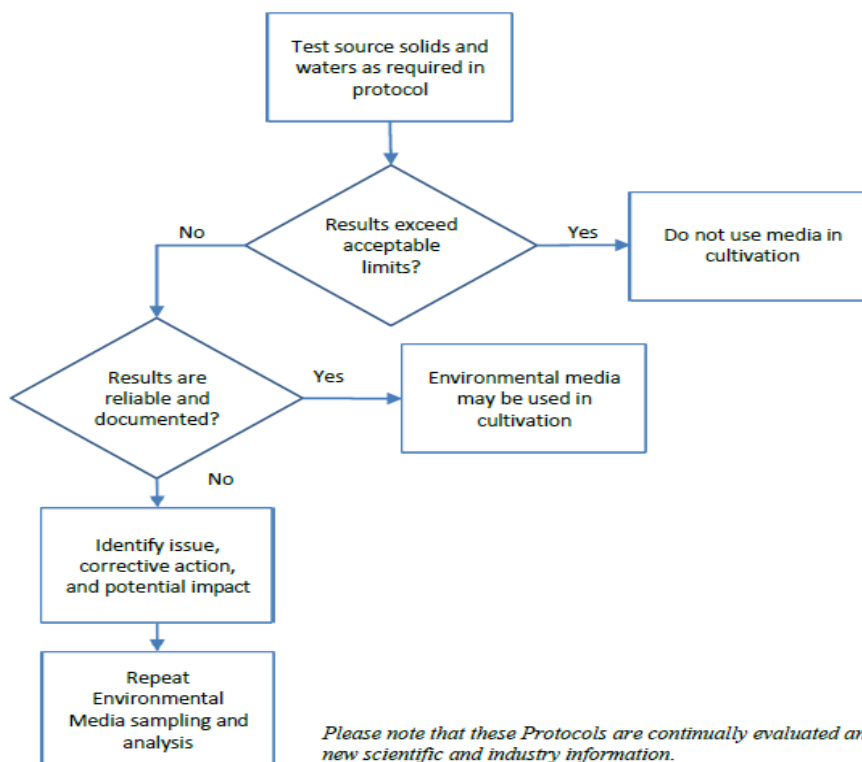 Test source solids and
waters as required in
protocol
Results exceed
acceptable
limits?
No
Yes
Do not use media in
cultivation
Results are
reliable and
documented?
Yes
Environmental media
may be used in
cultivation
No
Identify issue,
corrective action,
and potential impact
Repeat
Environmental
Media sampling and
analysis
Please note that these Protocols are continually evaluated
new scientific and industry information.